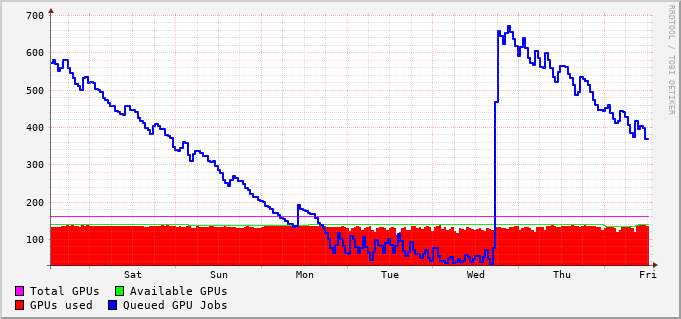 700
600
500
400
300
200
100
Sat Sun Mon Tue Wed Thu Fri
Total GPUs Available GPUs
GPUs used Queued GPU Jobs
RRDTOOL / TOBI OETIKER